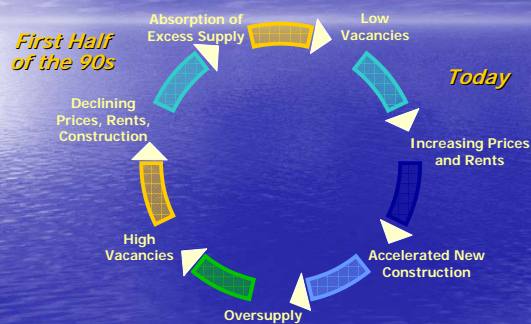 First Half
of the 90s
Absorption of
Excess Supply
Low
Vacancies
Today
Increasing Prices
and Rents
Accelerated New
Construction
Oversupply
High
Vacancies
Declining
Prices, Rents,
Construction